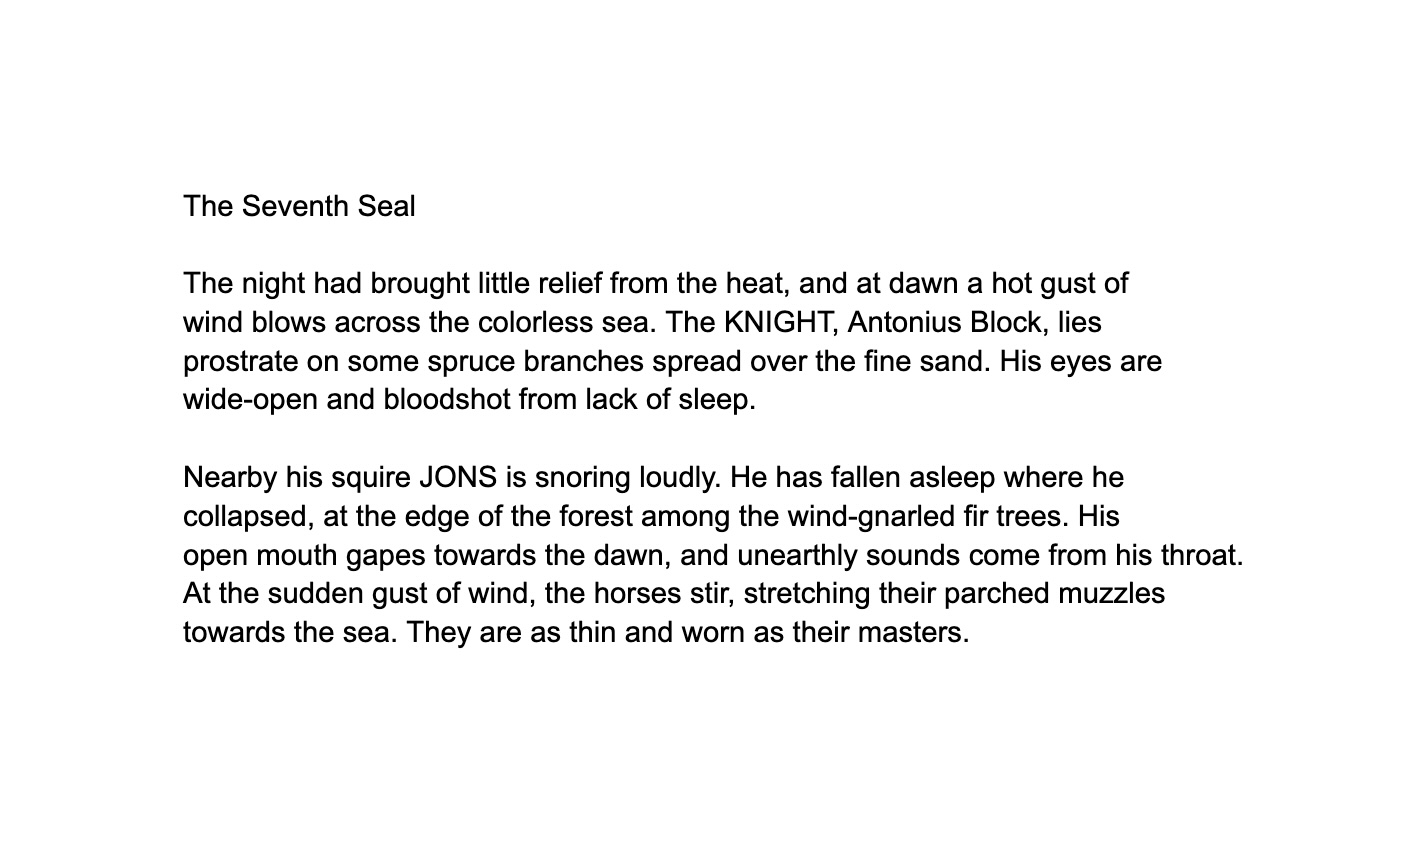 The Seventh Seal
The night had brought little relief from the heat, and at dawn a hot gust of
wind blows across the colorless sea. The KNIGHT, Antonius Block, lies
prostrate on some spruce branches spread over the fine sand. His eyes are
wide-open and bloodshot from lack of sleep.
Nearby his squire JONS is snoring loudly. He has fallen asleep where he
collapsed, at the edge of the forest among the wind-gnarled fir trees. His
open mouth gapes towards the dawn, and unearthly sounds come from his throat.
At the sudden gust of wind, the horses stir, stretching their parched muzzles
towards the sea. They are as thin and worn as their masters.